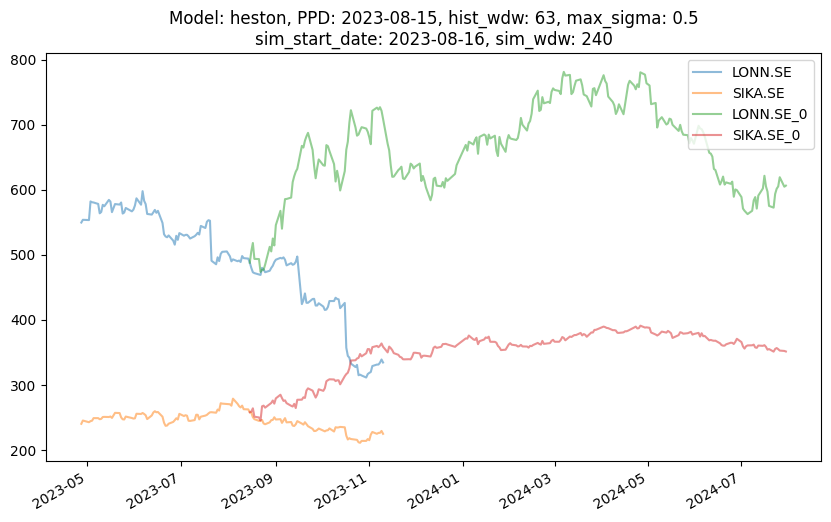 Model: heston, PPD: 2023-08-15, hist_wdw: 63, max_sigma: 0.5
sim_start_date: 2023-08-16, sim_wdw: 240
LONN.SE
SIKA.SE
LONN.SE_0
SIKA.SE_0
800
700
600
500
400
300
200
2023-05
2023-07
2023-09
2023-11
2024-01
2024-03
2024-05
2024-07